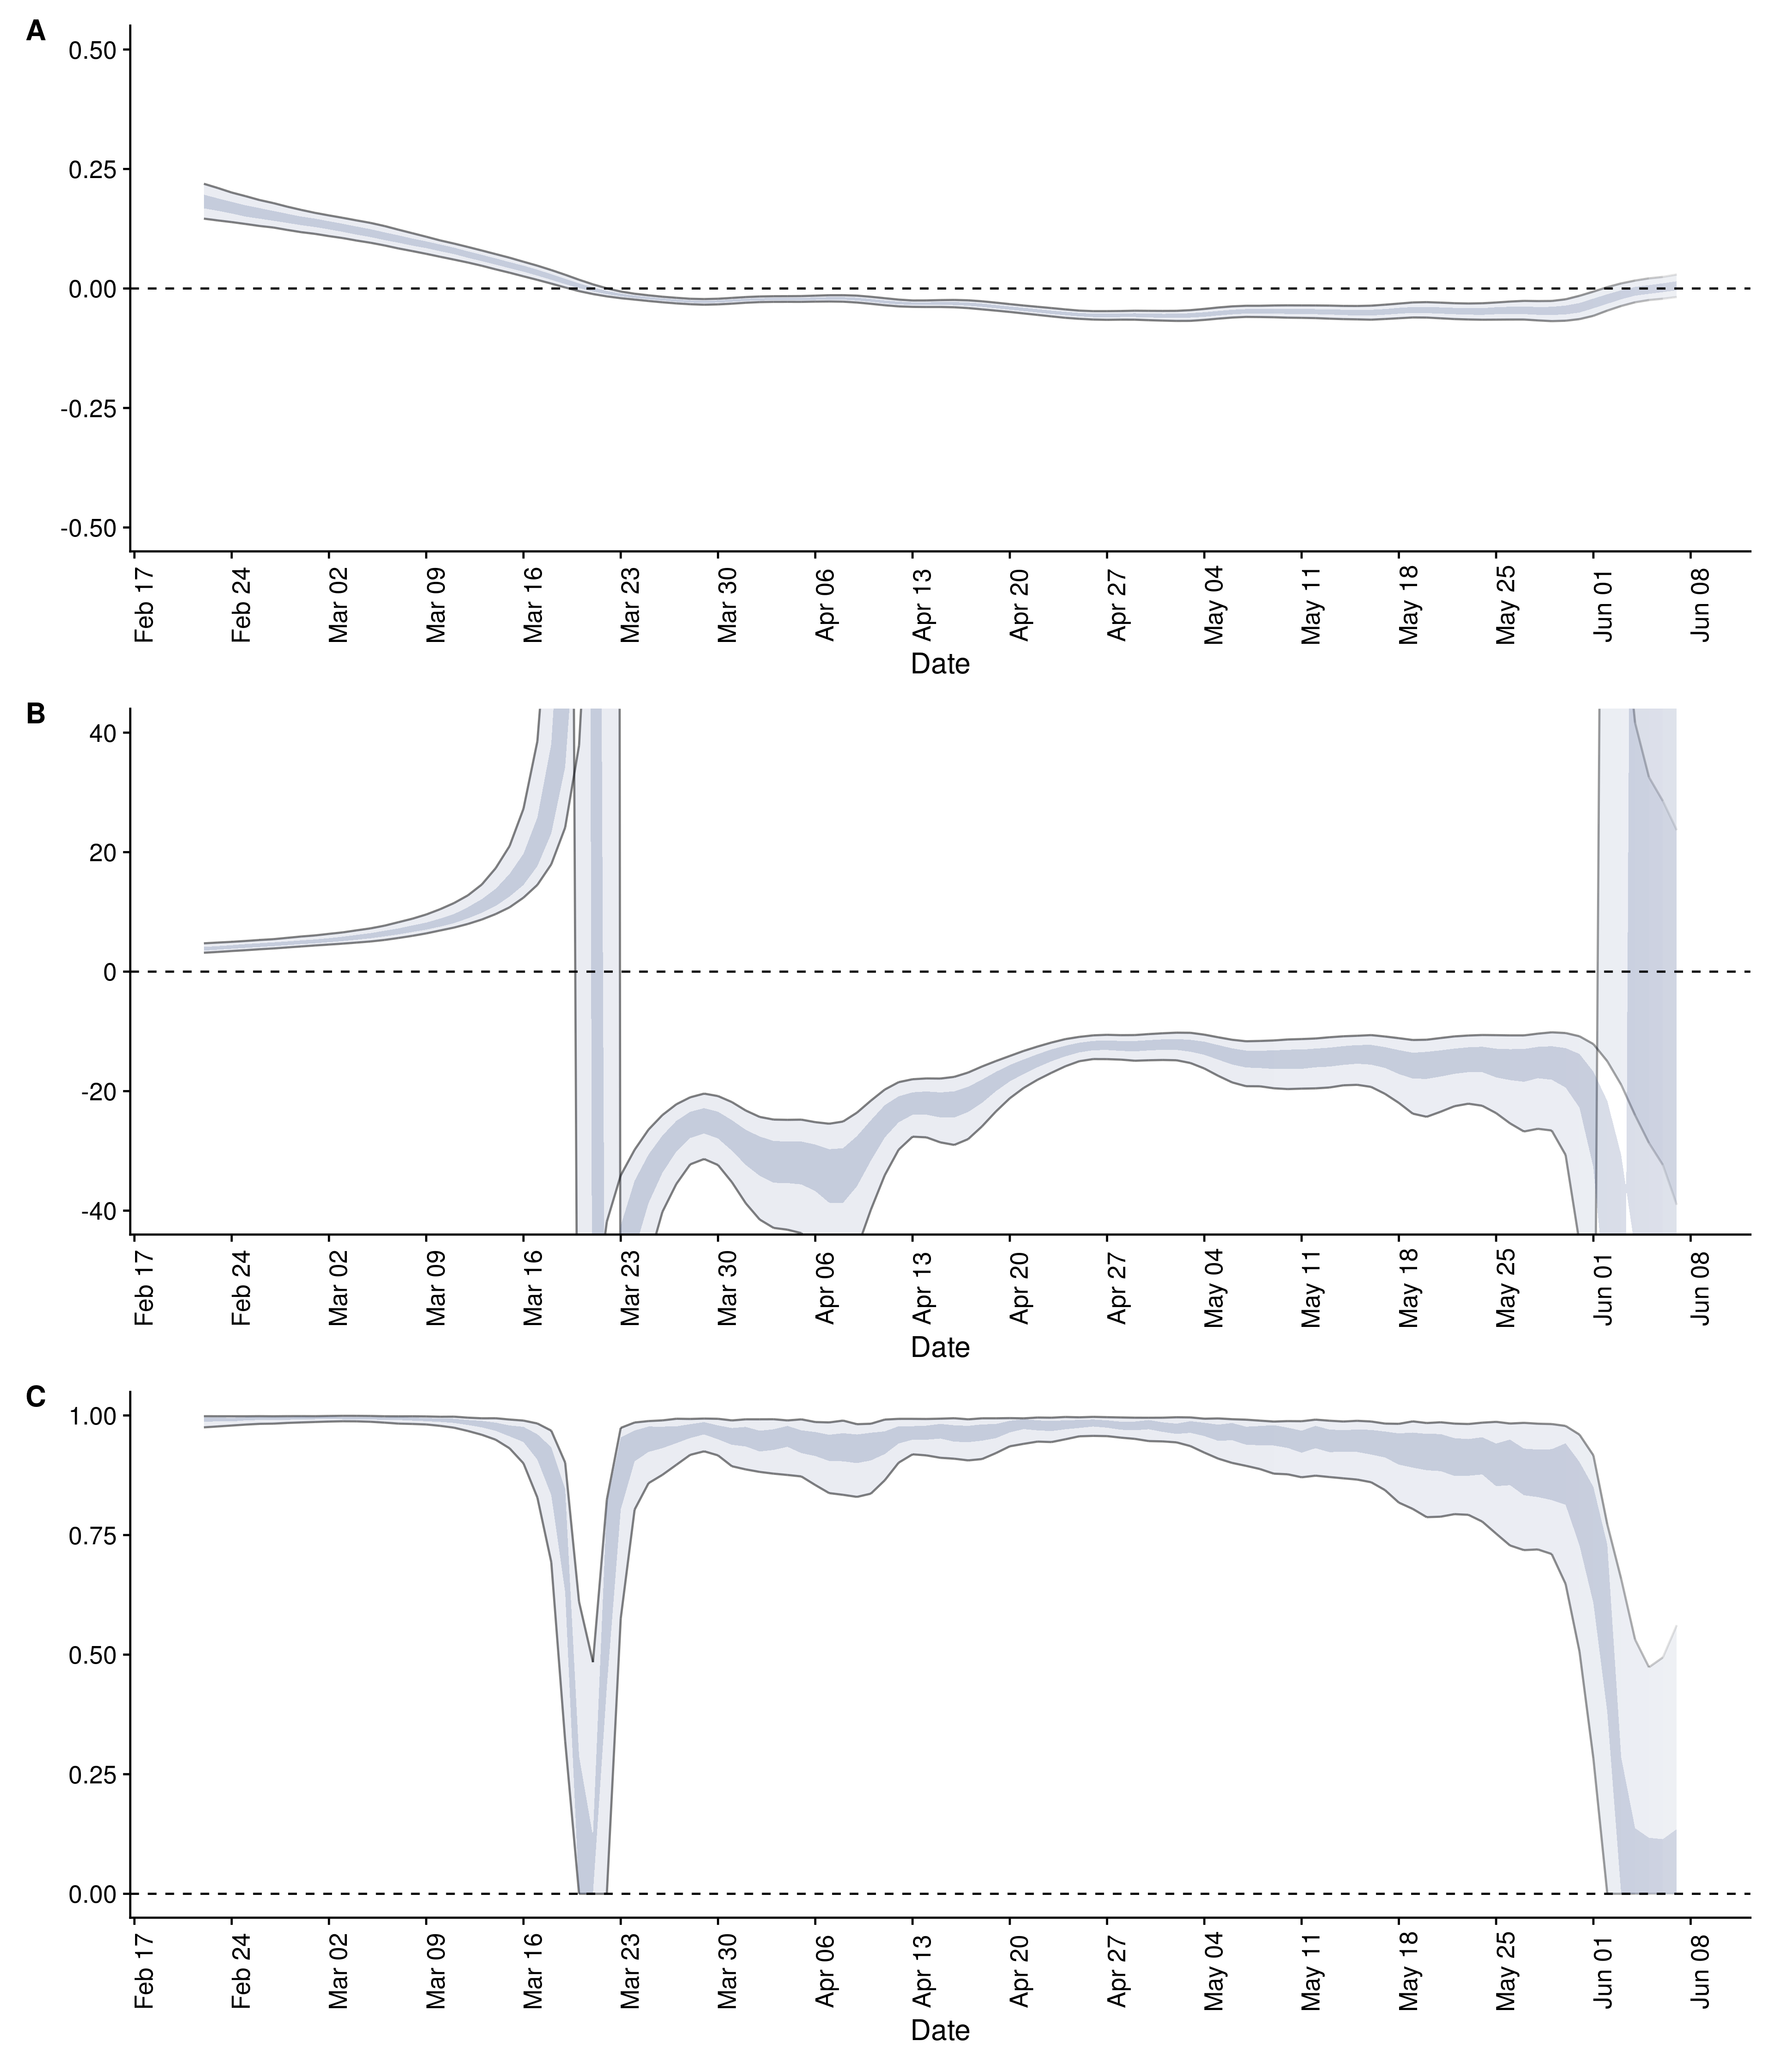 A
0.50
0.25
0.00
-0.25
-0.50
Feb 17
Feb 24
Mar 02
Mar 09
Mar 16
Mar 23
Mar 30
Apr 06
Apr 13
Apr 20
Apr 27
May 04
May 11
May 18
May 25
Jun 01
Jun 08
Date
B
40
20
0
-20
-40
Feb 17
Feb 24
Mar 02
Mar 09
Mar 16
Mar 23
Mar 30
Apr 06
Apr 13
Apr 20
Apr 27
May 04
May 11
May 18
May 25
Jun 01
Jun 08
Date
C
1.00
0.75
0.50
0.25
0.00
Feb 17
Feb 24
Mar 02
Mar 09
Mar 16
Mar 23
Mar 30
Apr 06
Apr 13
Apr 20
Apr 27
May 04
May 11
May 18
May 25
Jun 01
Jun 08
Date